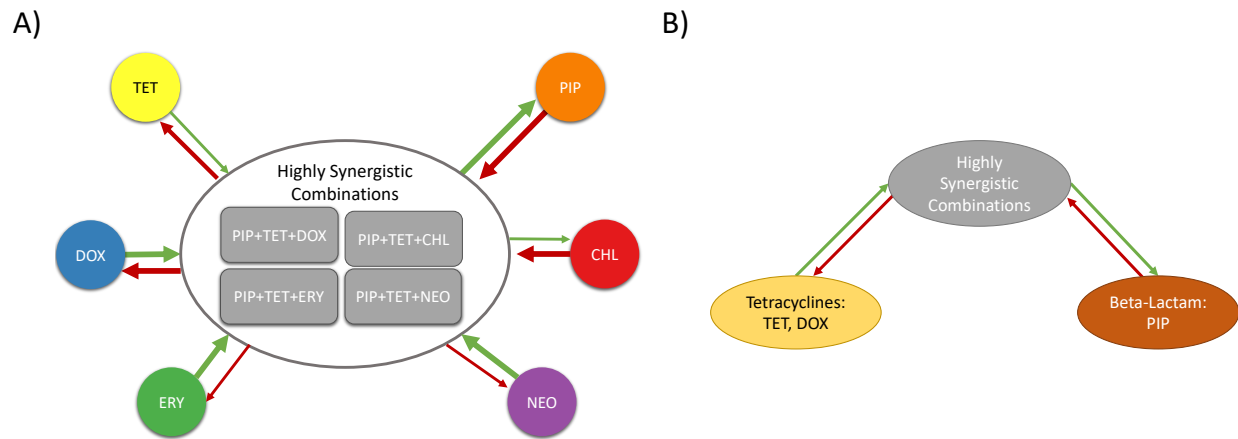 A)
TET
PIP
Highly Synergistic
Combinations
PIP+TET+DOX
PIP+TET+CHL
DOX
CHL
PIP+TET+ERY
PIP+TET+NEO
ERY
NEO
B)
Highly
Synergistic
Combinations
Tetracyclines:
TET, DOX
Beta-Lactam:
PIP